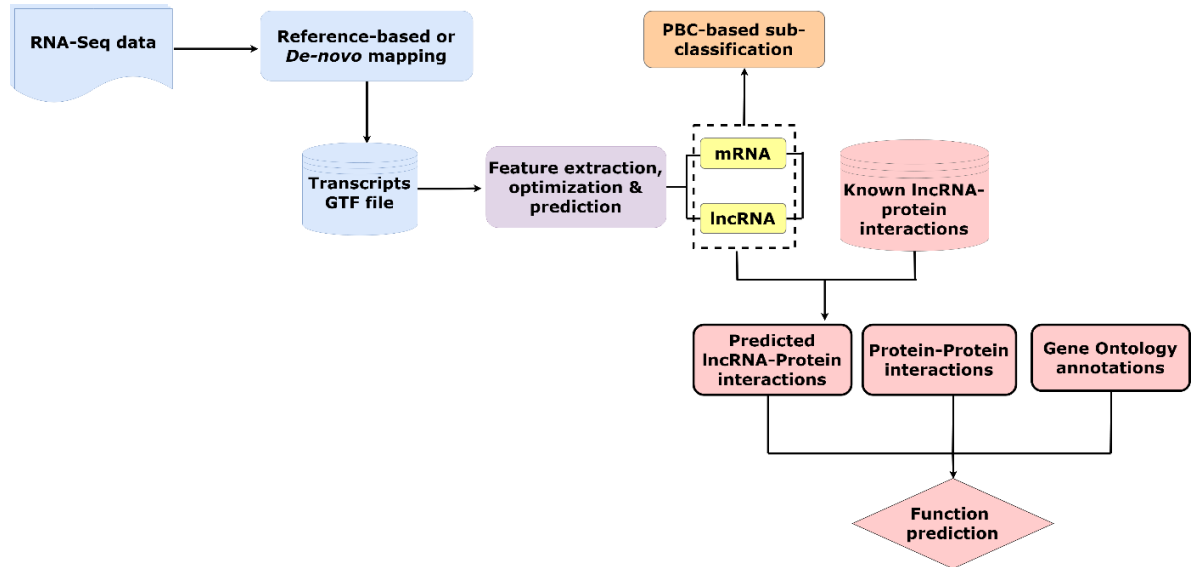 RNA-Seq data
Reference-based or
De-novo mapping
PBC-based sub-
classification
Transcripts
GTF file
Feature extraction,
optimization &
prediction
mRNA
lncRNA
Known lncRNA-
protein
interactions
Predicted
lncRNA-Protein
interactions
Protein-Protein
interactions
Gene Ontology
annotations
Function
prediction